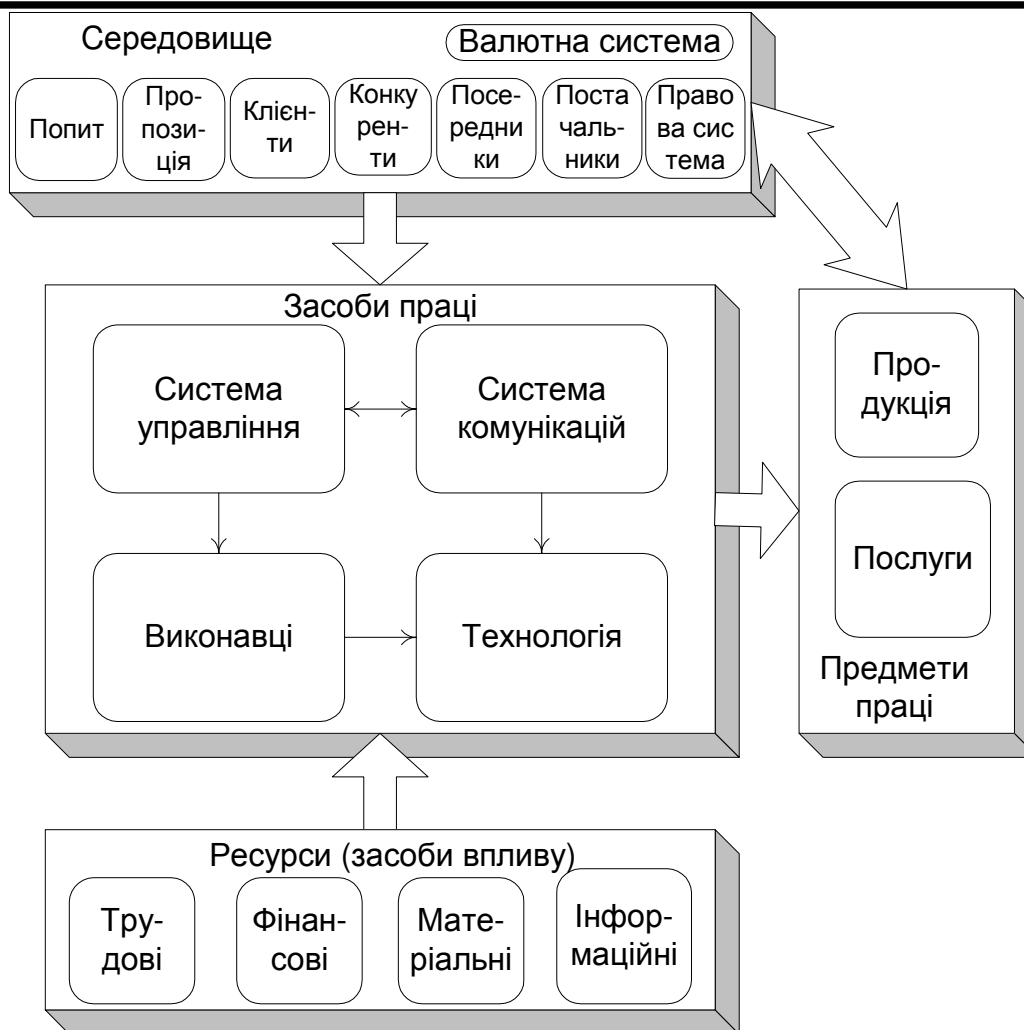 Середовище
Валютна система
Попит
Про-
пози-
ція
Клієн-
ти
Конку
рен-
ти
Посе-
редни
ки
Поста
чаль-
ники
Право
ва сис
тема
Засоби праці
Система
управління
Система
комунікацій
Виконавці
Технологія
Про-
дукція
Послуги
Предмети
праці
Ресурси (засоби впливу)
Тру-
дові
Фінан-
сові
Мате-
ріальні
Інфор-
маційні